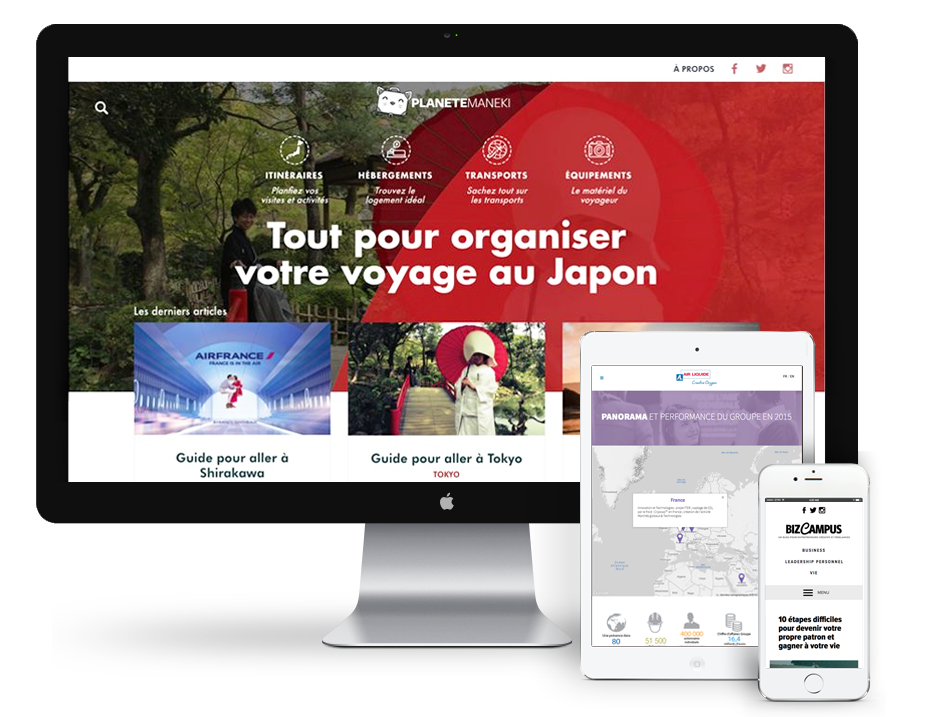 À PROPOS
PLANETEMANEKI
ITINÉRAIRES
Planifiez vos
visites et activités
HÉBERGEMENTS
Trouvez le
logement idéal
TRANSPORTS
Sachez tout sur
les transports
ÉQUIPEMENTS
Le matériel du
voyageur
Tout pour organiser
votre voyage au Japon
Les derniers articles
AIRFRANCE
FRANCE IS IN THE AIR
Guide pour aller à
Shirakawa
Guide pour aller à Tokyo
TOKYO
AIR LIQUIDE
Creative Oxygen
FR EN
PANORAMA ET PERFORMANCE DU GROUPE EN 2015
France
80
51 500
400 000
16,4
BIZCAMPUS
BUSINESS
LEADERSHIP PERSONNEL
VIE
MENU
10 étapes difficiles
pour devenir votre
propre patron et
gagner à votre vie